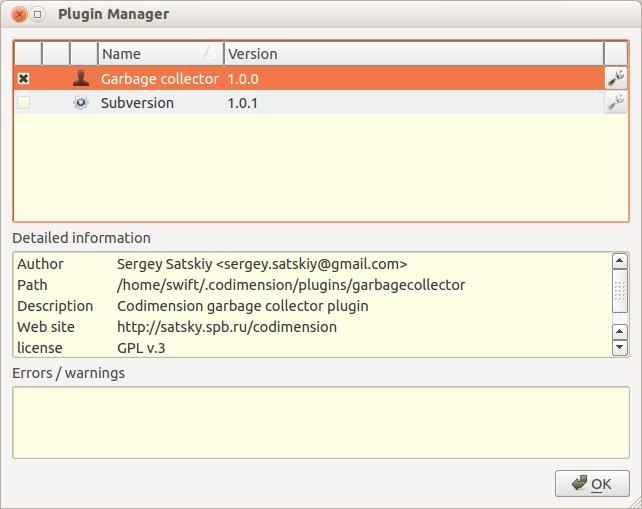 Plugin Manager
Name Version
Garbage collector 1.0.0
Subversion 1.0.1
Detailed information
Author Sergey Satskiy <sergey.satskiy@gmail.com>
Path /home/swift/.codimension/plugins/garbagecollector
Description Codimension garbage collector plugin
Web site http://satsky.spb.ru/codimension
license GPL v.3
Errors / warnings
OK